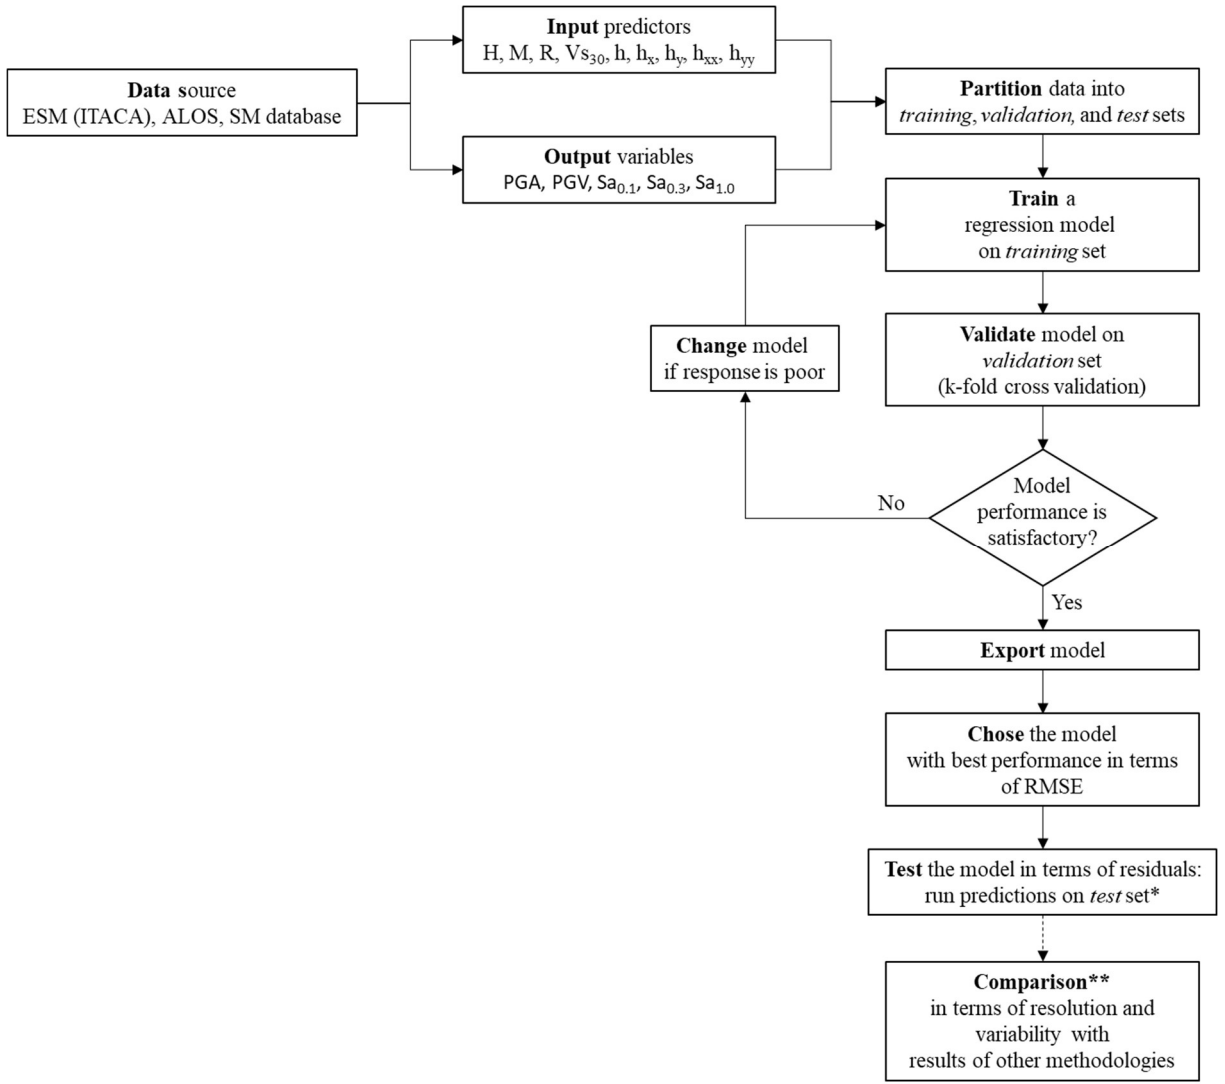 Data source
ESM (ITACA), ALOS, SM database
Input predictors
H, M, R, Vs30, h, hx, hy, hxx, hyy
Output variables
PGA, PGV, Sa0.1, Sa0.3, Sa1.0
Partition data into
training, validation, and test sets
Train a
regression model
on training set
Validate model on
validation set
(k-fold cross validation)
Change model
if response is poor
Model
performance is
satisfactory?
No
Yes
Export model
Chose the model
with best performance in terms
of RMSE
Test the model in terms of residuals:
run predictions on test set*
Comparison**
in terms of resolution and
variability with
results of other methodologies